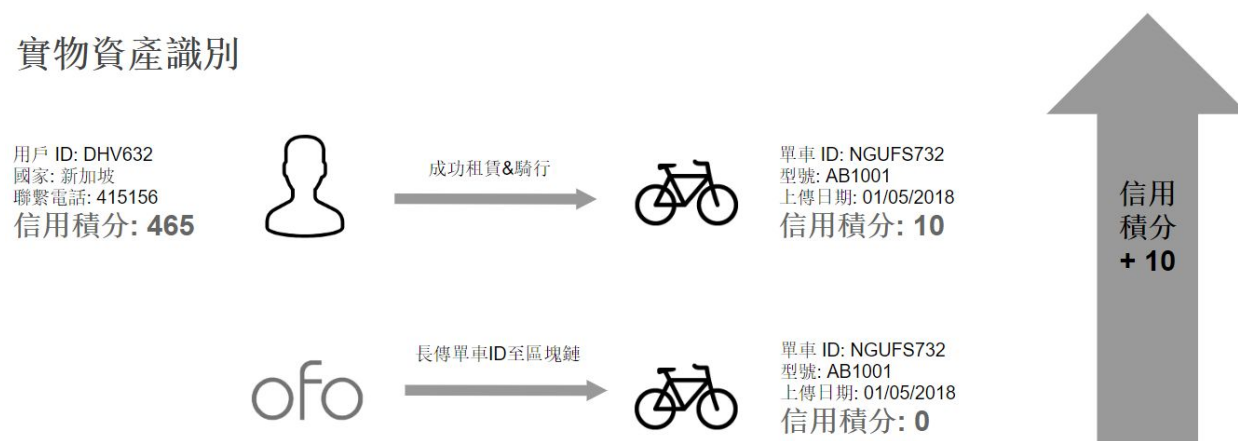 實物資產識別
用戶 ID: DHV632
國家: 新加坡
聯繫電話: 415156
信用積分: 465
成功租賃&騎行
單車 ID: NGUFS732
型號: AB1001
上傳日期: 01/05/2018
信用積分: 10
信用
積分
+ 10
ofo
長傳單車ID至區塊鏈
單車 ID: NGUFS732
型號: AB1001
上傳日期: 01/05/2018
信用積分: 0